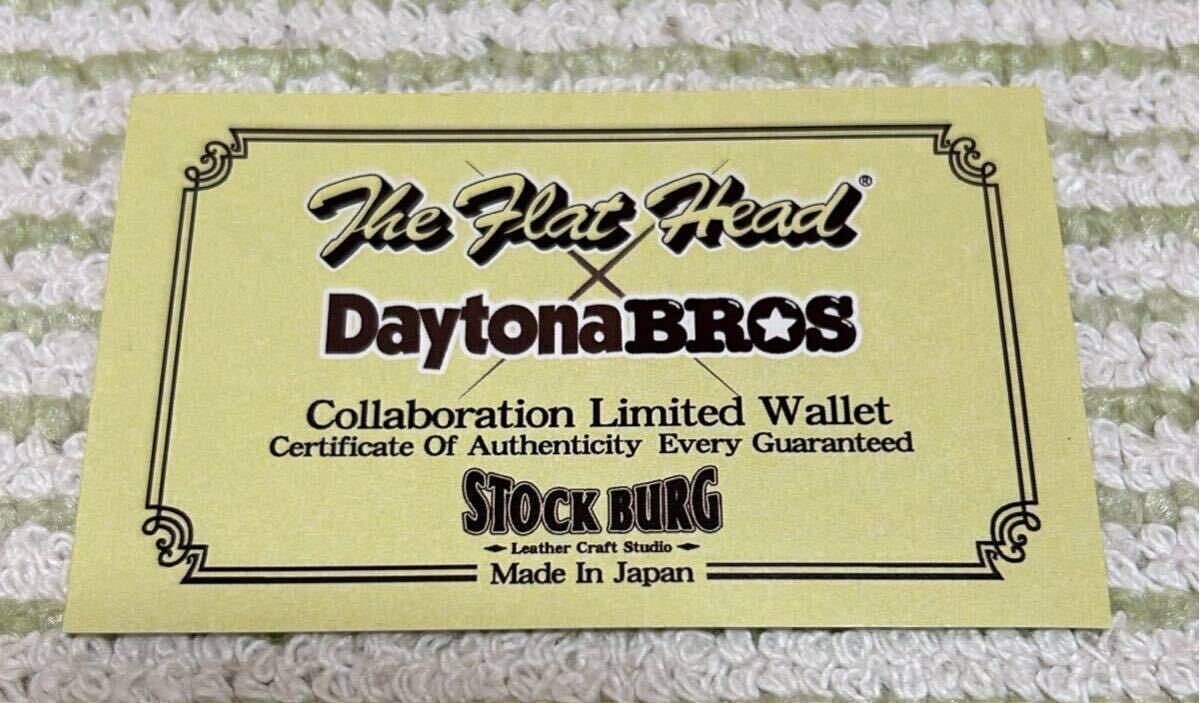 The Flat Head®
×
DaytonaBROS
Collaboration Limited Wallet
Certificate Of Authenticity Every Guaranteed
STOCK BURG
Leather Craft Studio
Made In Japan